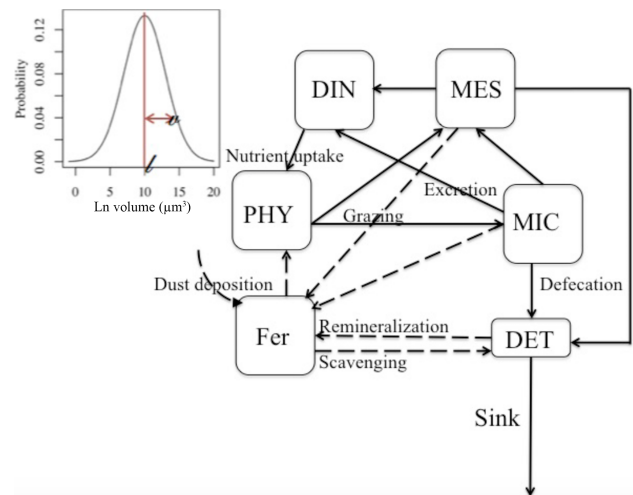 0.12
0.08
0.04
0.00
Probability
v
l
0 5 10 15 20
Ln volume (µm³)
DIN
MES
Nutrient uptake
Excretion
PHY
Grazing
MIC
Dust deposition
Defecation
Fer
Remineralization
DET
Scavenging
Sink